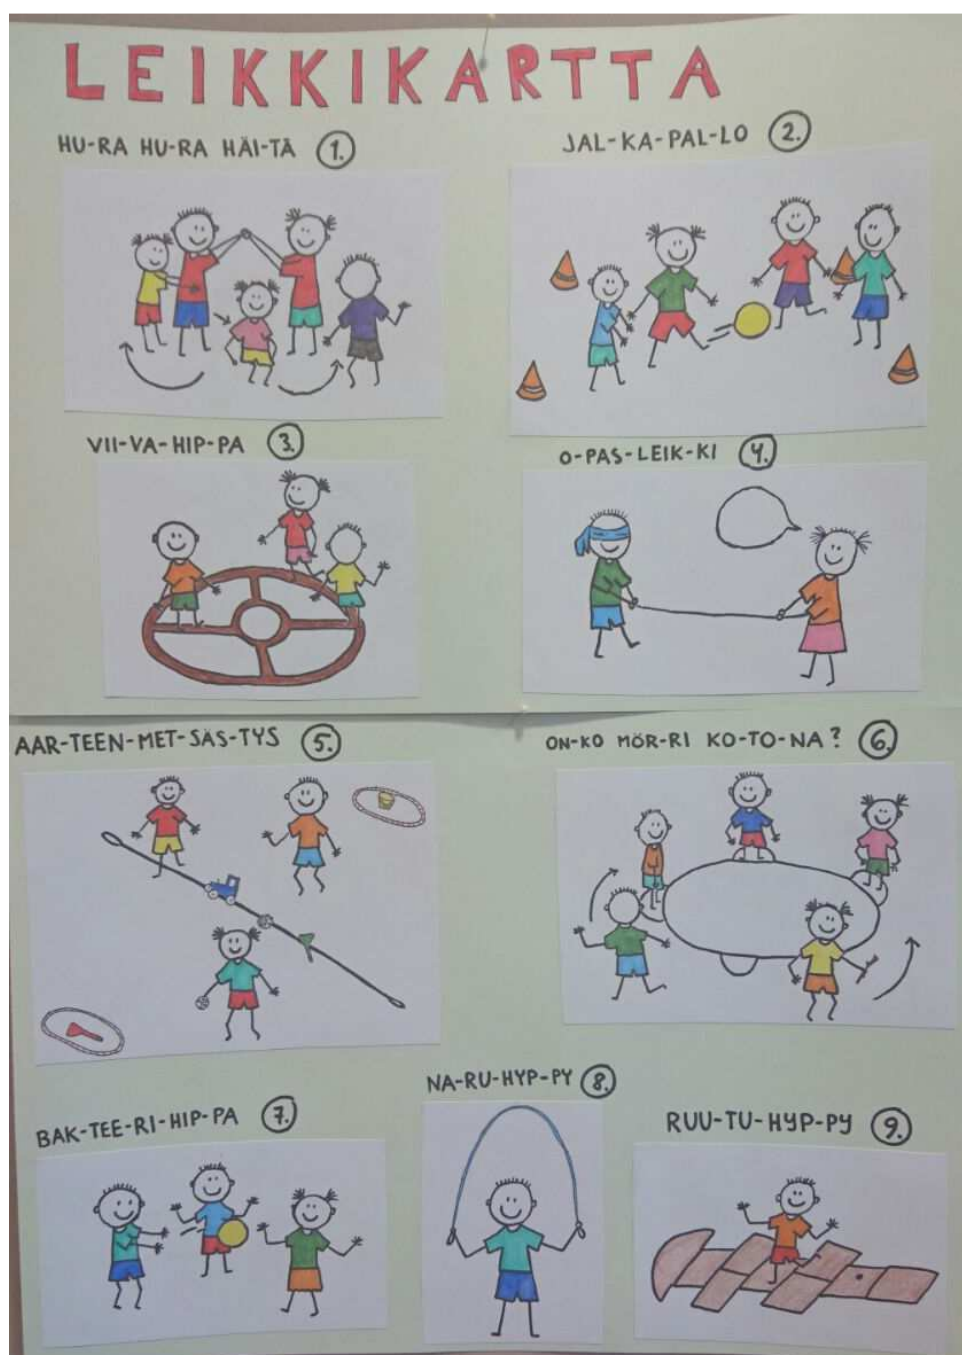 LEIKKIKARTTA
HU-RA HU-RA HÄI-TÄ 1.
JAL-KA-PAL-LO 2.
VII-VA-HIP-PA 3.
O-PAS-LEIK-KI 4.
AAR-TEEN-MET-SÄS-TYS 5.
ON-KO MÖR-RI KO-TO-NA? 6.
BAK-TEE-RI-HIP-PA 7.
NA-RU-HYP-PY 8.
RUU-TU-HYP-PY 9.